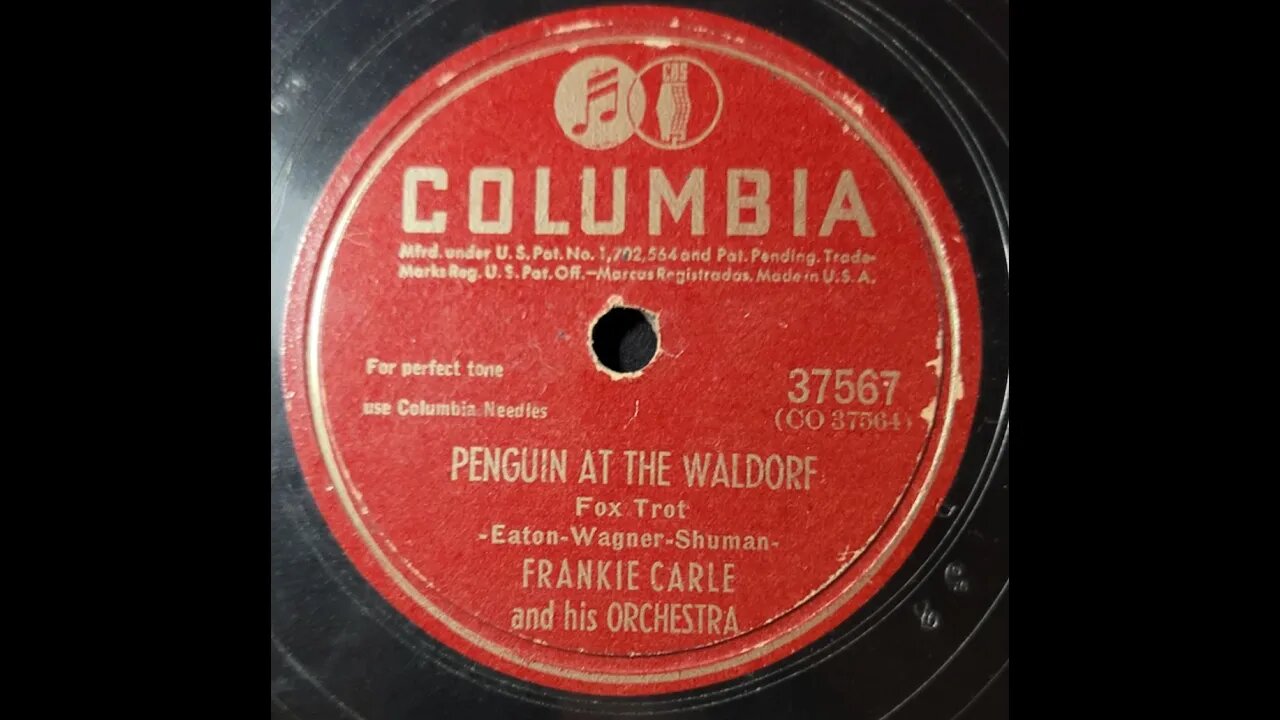 CBS
COLUMBIA
Mfrd. under U.S. Pat. No. 1,702,564 and Pat. Pending. Trade-
Marks Reg. U.S. Pat. Off.—Marcas Registradas. Made in U.S.A.
For perfect tone
use Columbia Needles
37567
(CO 37564)
PENGUIN AT THE WALDORF
Fox Trot
-Eaton-Wagner-Shuman-
FRANKIE CARLE
and his ORCHESTRA